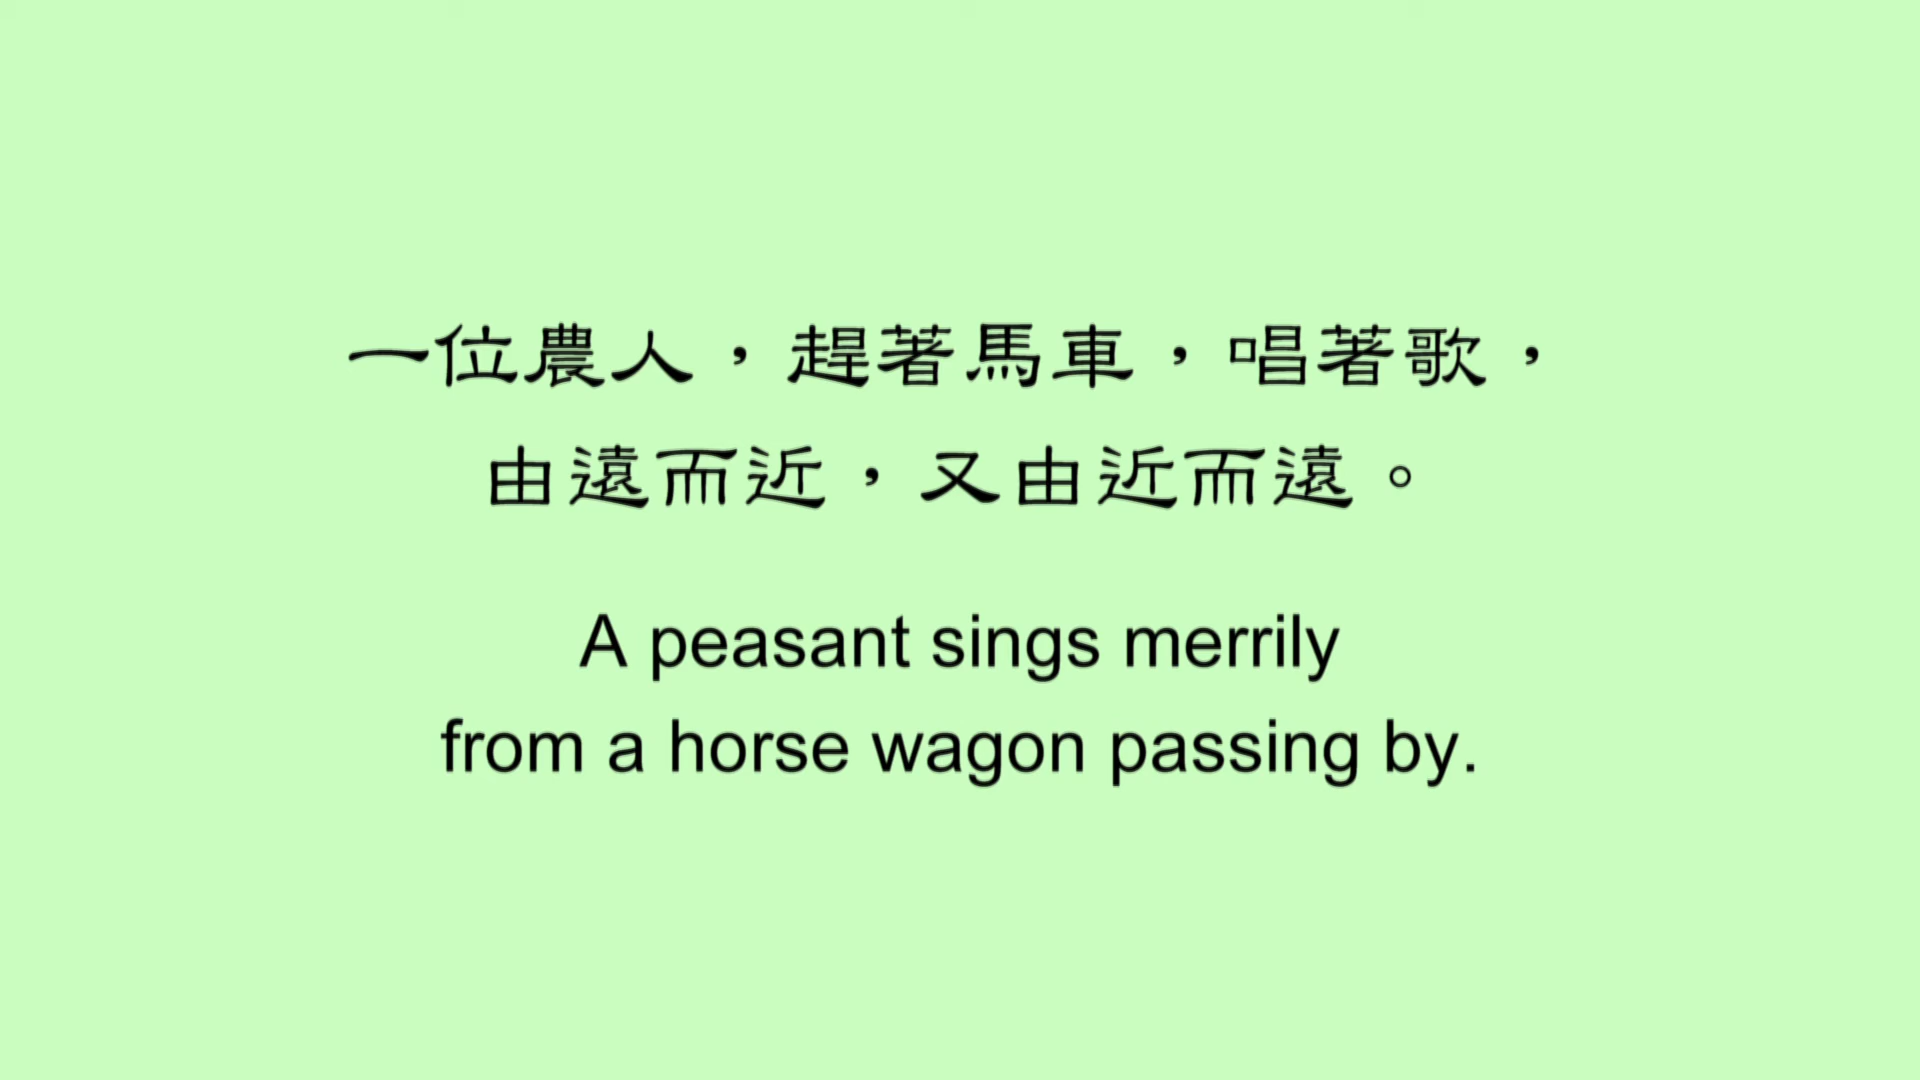 一位農人，趕著馬車，唱著歌，
由遠而近，又由近而遠。
A peasant sings merrily
from a horse wagon passing by.